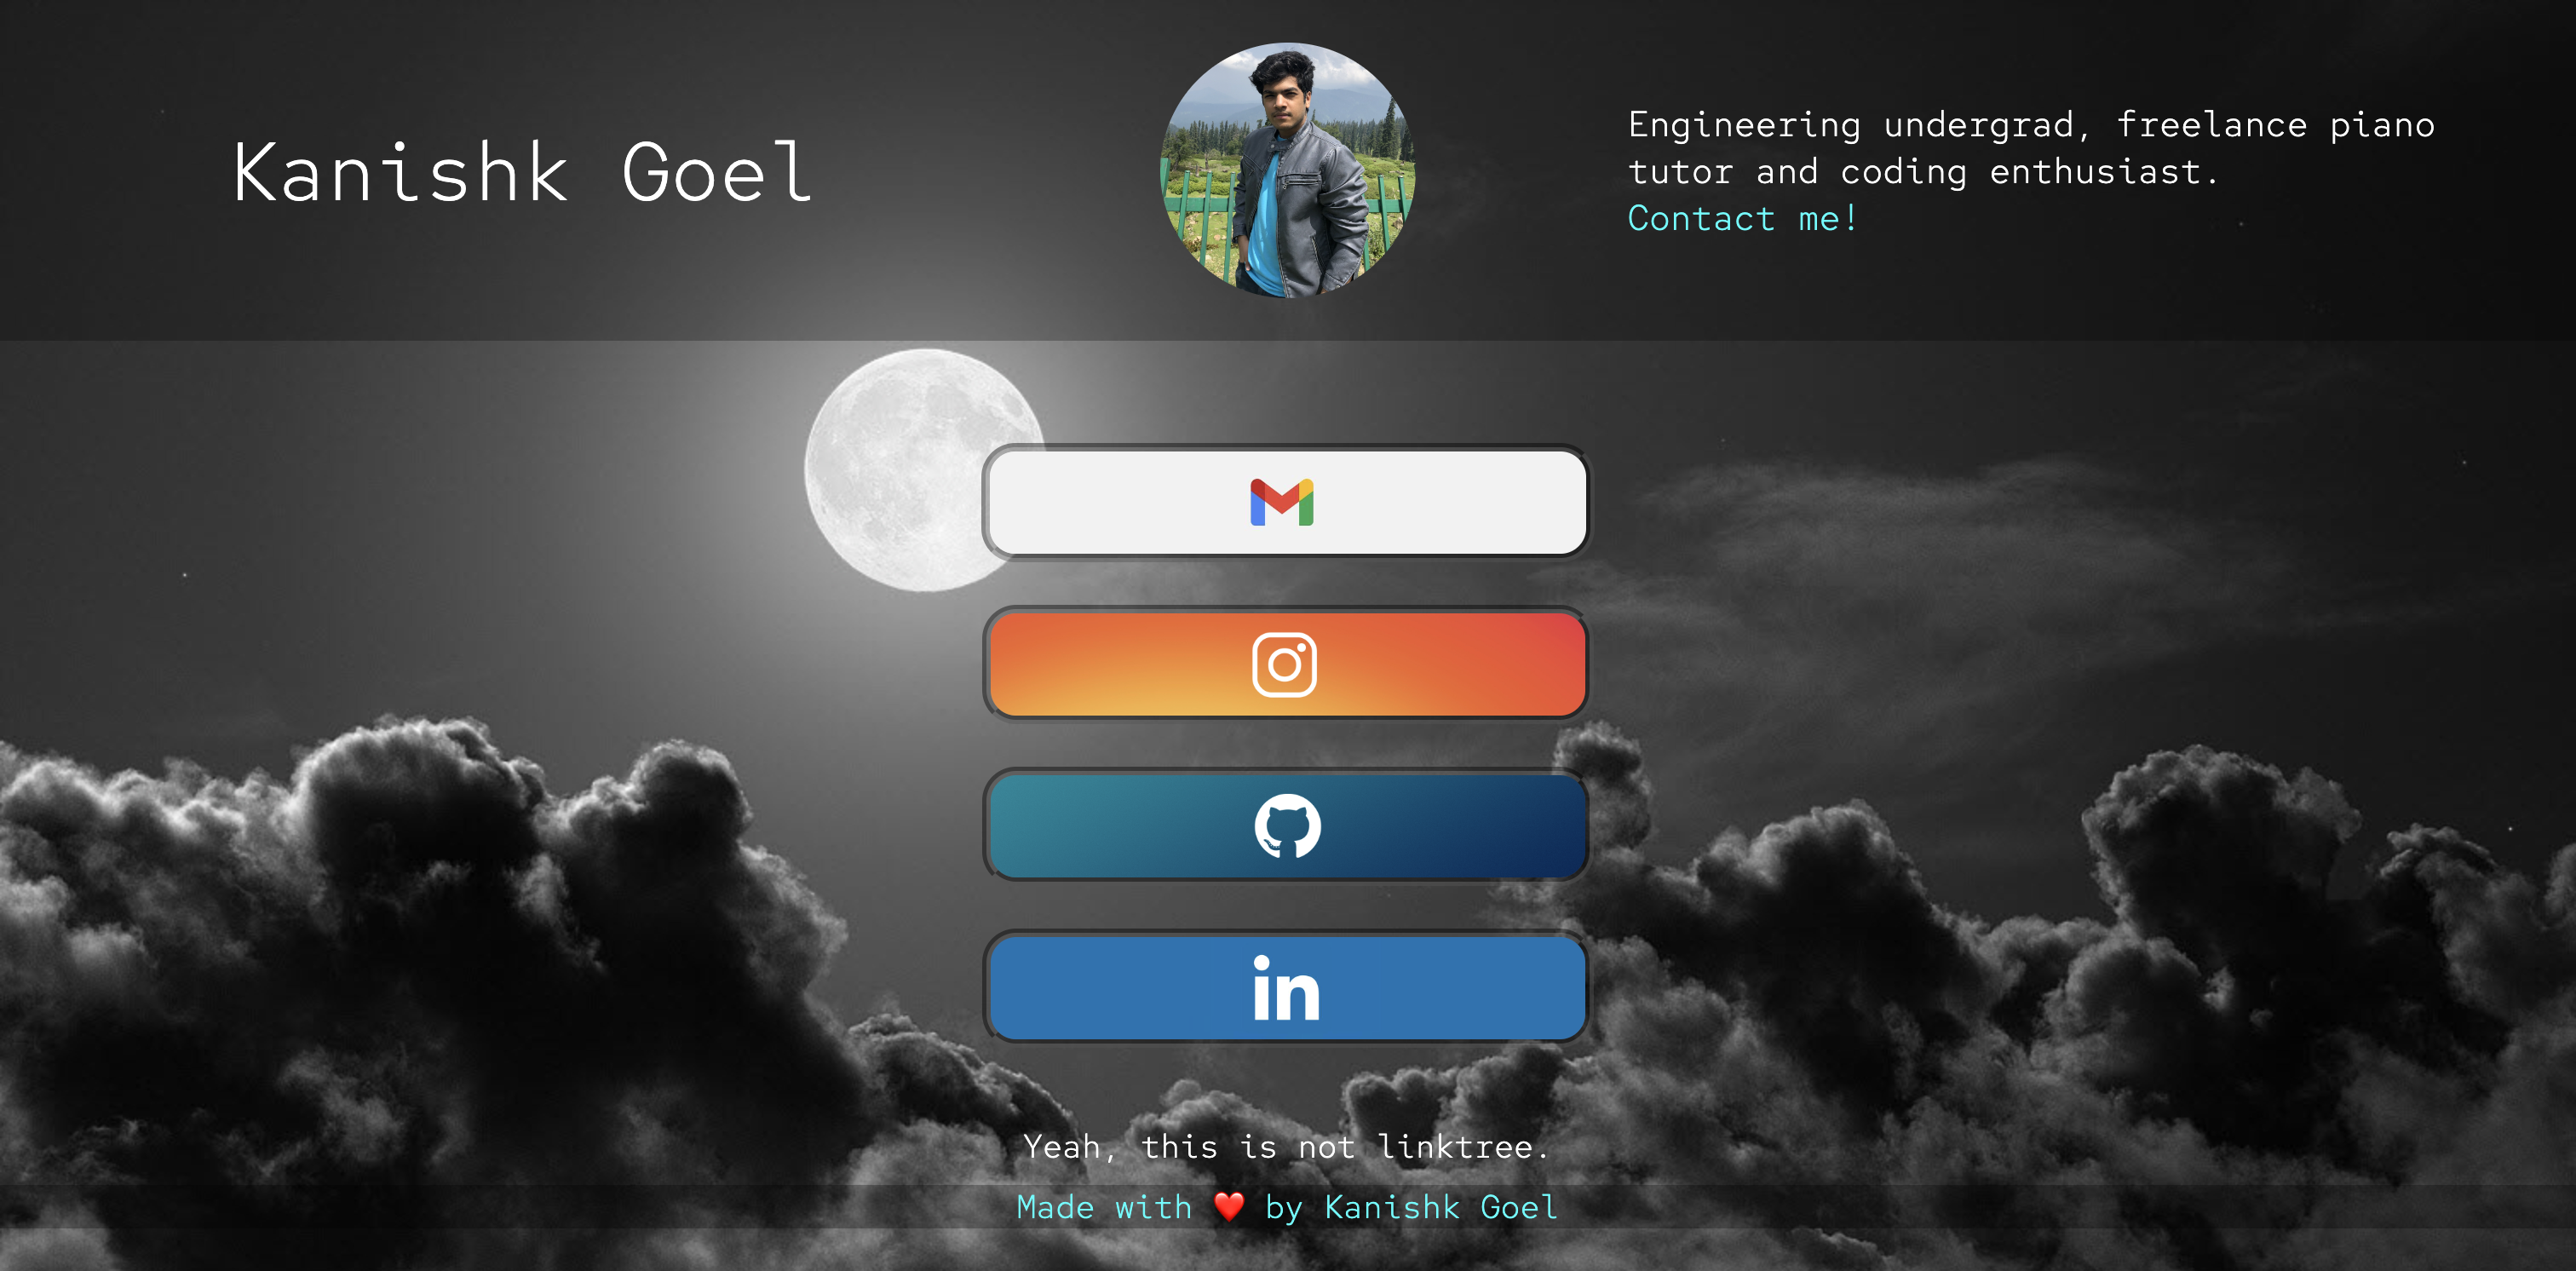 Kanishk Goel
Engineering undergrad, freelance piano
tutor and coding enthusiast.
Contact me!
in
Yeah, this is not linktree.
Made with ❤️ by Kanishk Goel